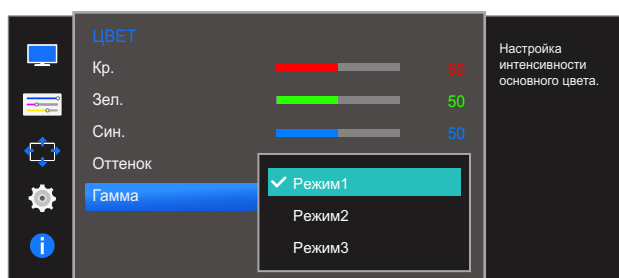 ЦВЕТ
Кр. 50
Зел. 50
Син. 50
Оттенок
Гамма
Режим1
Режим2
Режим3
Настройка
интенсивности
основного цвета.
i